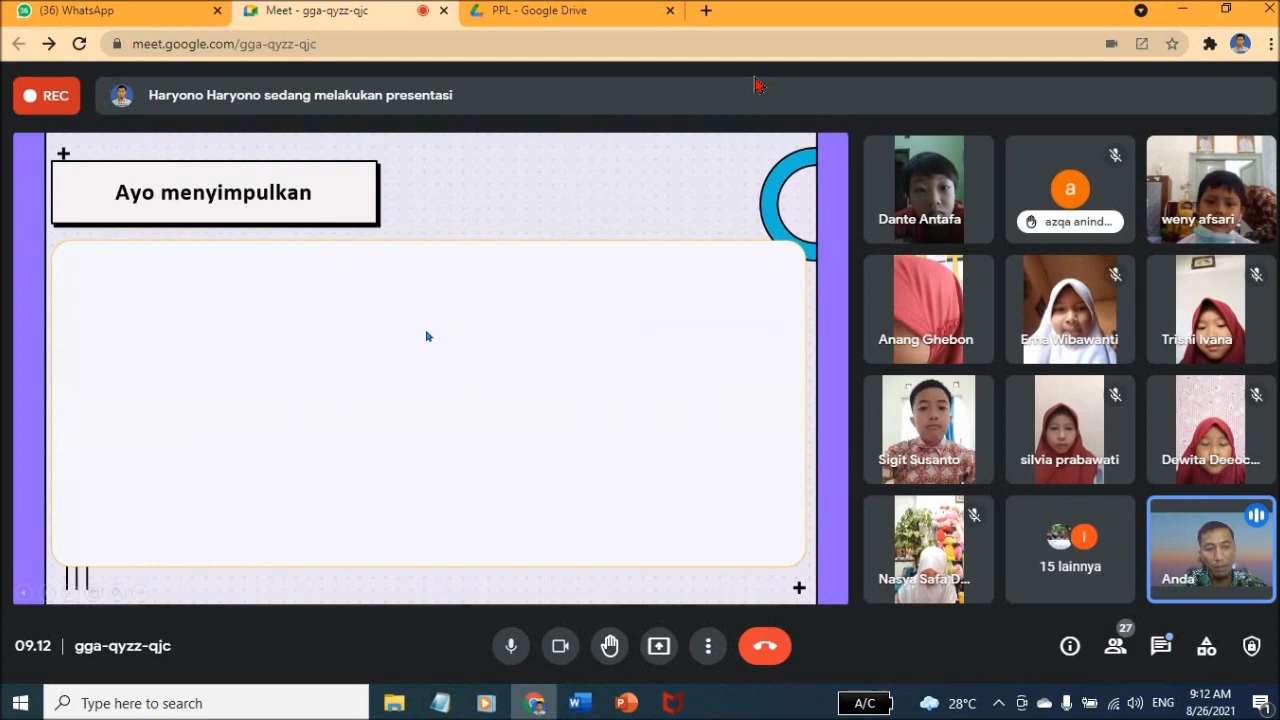 (36) WhatsApp
Meet - gga-qyzz-qjc
PPL - Google Drive
meet.google.com/gga-qyzz-qjc
REC
Haryono Haryono sedang melakukan presentasi
Ayo menyimpulkan
Dante Antafa
a
azqa anind...
weny afsari
Anang Ghebon
Erna Wibawanti
Trisni Ivana
Sigit Susanto
silvia prabawati
Dewita Deeoc...
Nasya Safa D...
I
15 lainnya
Anda
09.12
gga-qyzz-qjc
27
Type here to search
A/C
28°C
ENG
9:12 AM
8/26/2021
1